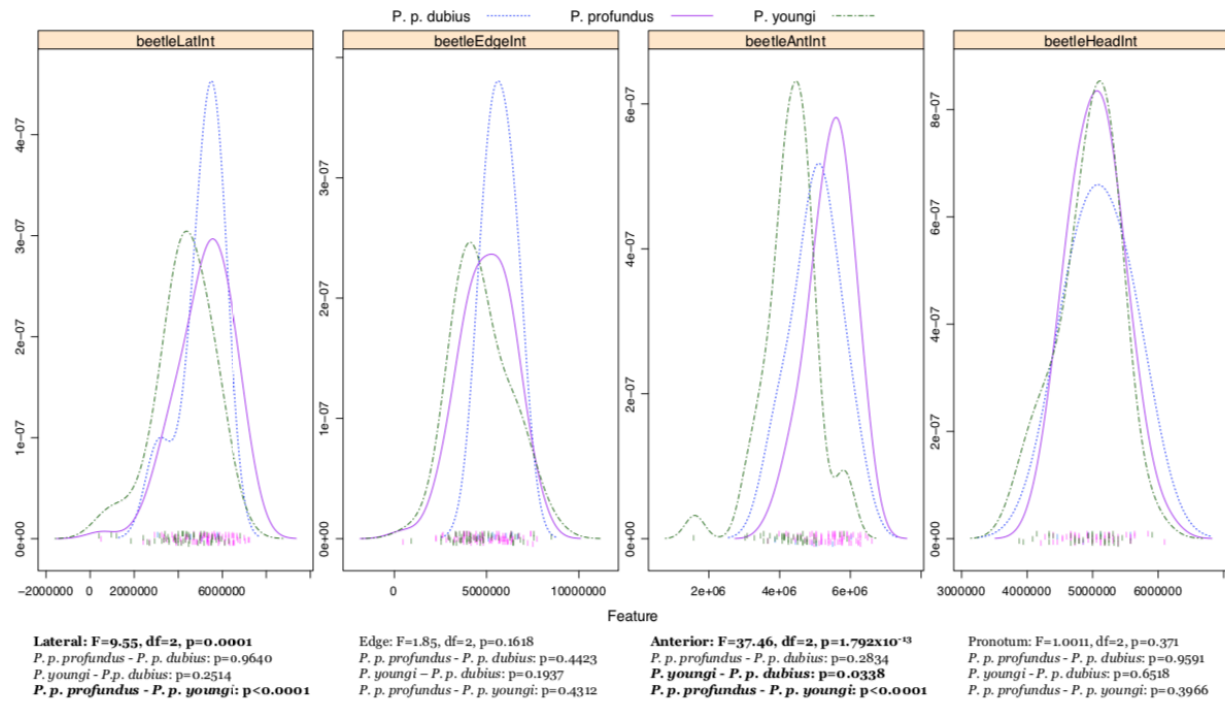 P. p. dubius P. profundus P. youngi
beetleLatInt beetleEdgeInt beetleAntInt beetleHeadInt
0e+00 1e-07 2e-07 3e-07 4e-07
0e+00 1e-07 2e-07 3e-07
0e+00 2e-07 4e-07 6e-07
0e+00 2e-07 4e-07 6e-07 8e-07
-2000000 0 2000000 6000000
0 5000000 10000000
2e+06 4e+06 6e+06
3000000 4000000 5000000 6000000
Feature
Lateral: F=9.55, df=2, p=0.0001
P. p. profundus - P. p. dubius: p=0.9640
P. youngi - P.p. dubius: p=0.2514
P. p. profundus - P. p. youngi: p<0.0001
Edge: F=1.85, df=2, p=0.1618
P. p. profundus - P. p. dubius: p=0.4423
P. youngi – P. p. dubius: p=0.1937
P. p. profundus - P. p. youngi: p=0.4312
Anterior: F=37.46, df=2, p=1.792x10⁻¹³
P. p. profundus - P. p. dubius: p=0.2834
P. youngi - P. p. dubius: p=0.0338
P. p. profundus - P. p. youngi: p<0.0001
Pronotum: F=1.0011, df=2, p=0.371
P. p. profundus - P. p. dubius: p=0.9591
P. youngi - P. p. dubius: p=0.6518
P. p. profundus - P. p. youngi: p=0.3966